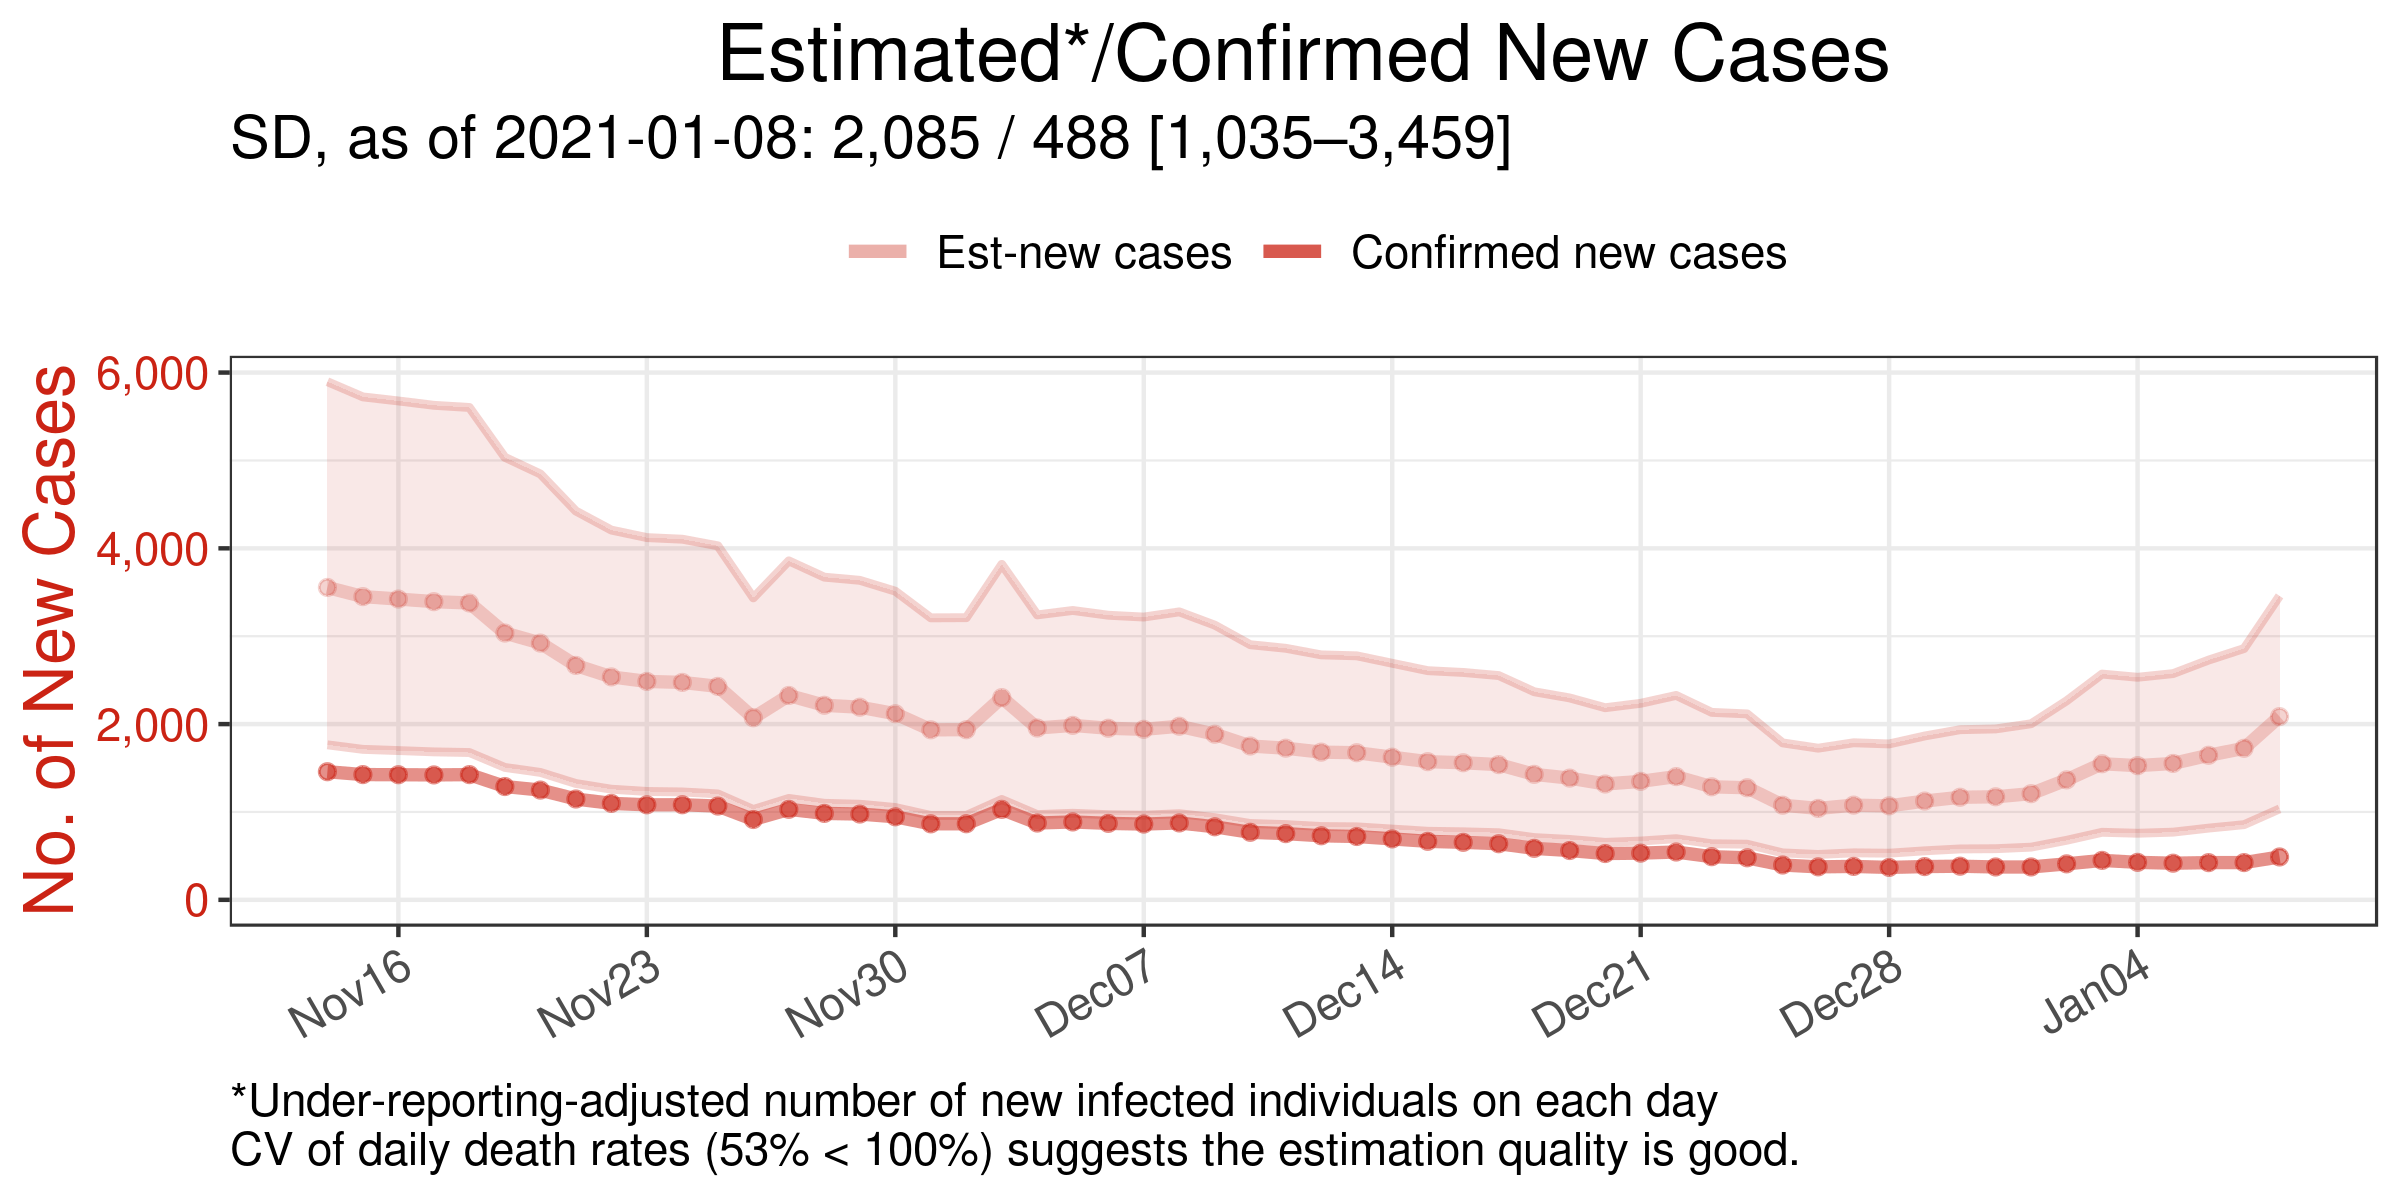 Estimated*/Confirmed New Cases
SD, as of 2021-01-08: 2,085 / 488 [1,035–3,459]
Est-new cases Confirmed new cases
No. of New Cases
6,000
4,000
2,000
0
Nov16 Nov23 Nov30 Dec07 Dec14 Dec21 Dec28 Jan04
*Under-reporting-adjusted number of new infected individuals on each day
CV of daily death rates (53% < 100%) suggests the estimation quality is good.